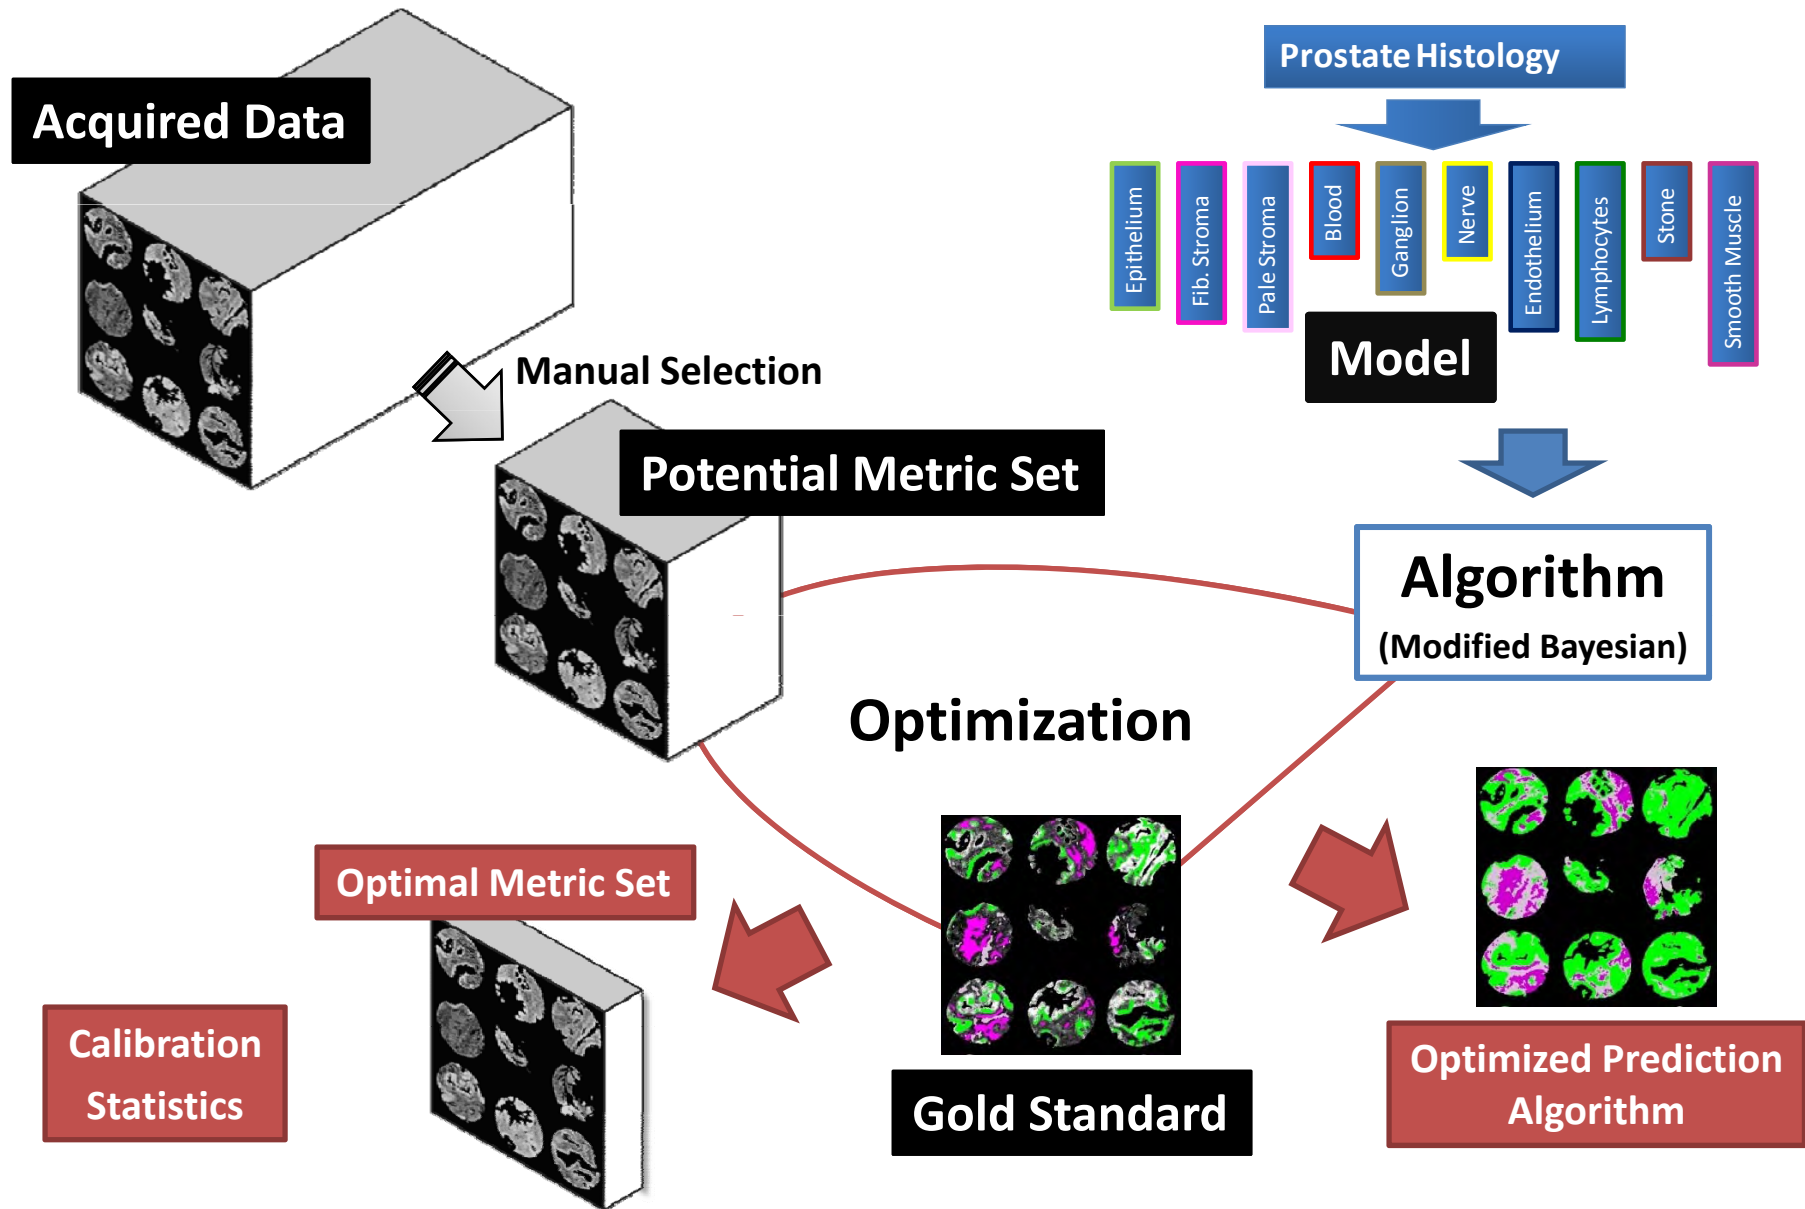 Acquired Data
Prostate Histology
Epithelium
Fib. Stroma
Pale Stroma
Blood
Ganglion
Nerve
Endothelium
Lymphocytes
Stone
Smooth Muscle
Model
Manual Selection
Potential Metric Set
Algorithm
(Modified Bayesian)
Optimization
Optimal Metric Set
Calibration
Statistics
Gold Standard
Optimized Prediction
Algorithm